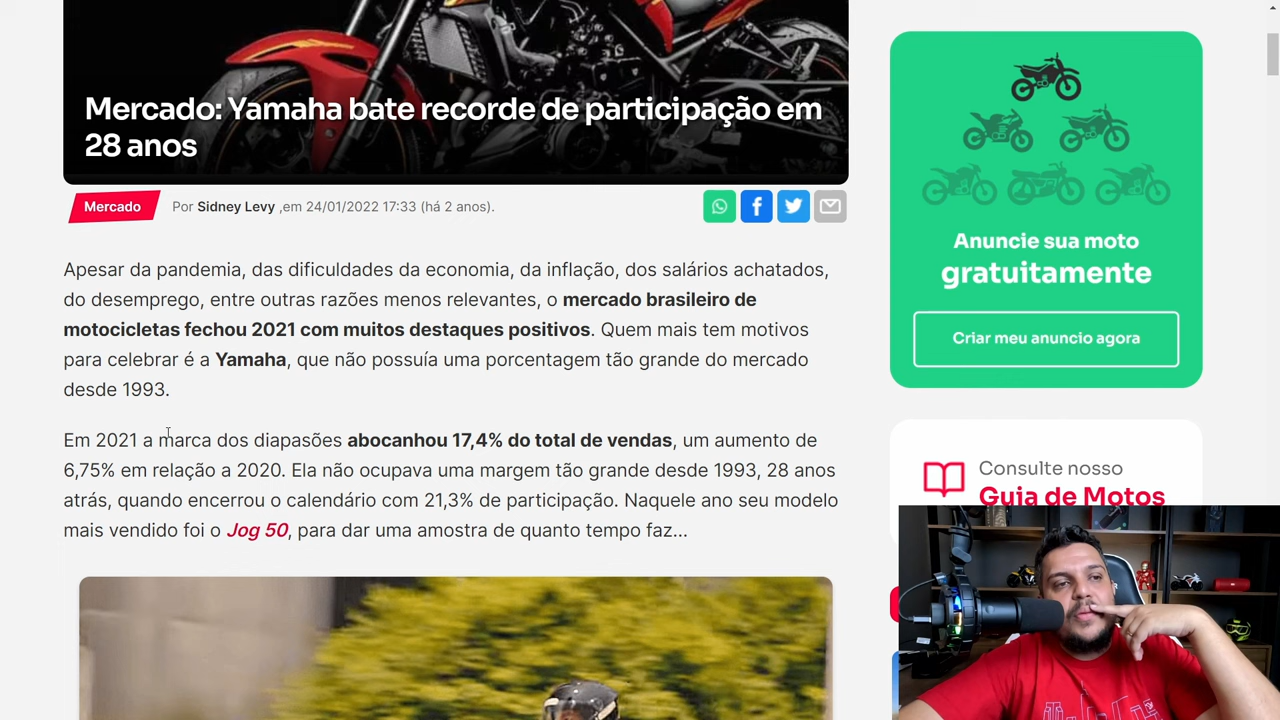 Mercado: Yamaha bate recorde de participação em
28 anos
Mercado
Por Sidney Levy ,em 24/01/2022 17:33 (há 2 anos).
Apesar da pandemia, das dificuldades da economia, da inflação, dos salários achatados,
do desemprego, entre outras razões menos relevantes, o mercado brasileiro de
motocicletas fechou 2021 com muitos destaques positivos. Quem mais tem motivos
para celebrar é a Yamaha, que não possuía uma porcentagem tão grande do mercado
desde 1993.
Em 2021 a marca dos diapasões abocanhou 17,4% do total de vendas, um aumento de
6,75% em relação a 2020. Ela não ocupava uma margem tão grande desde 1993, 28 anos
atrás, quando encerrou o calendário com 21,3% de participação. Naquele ano seu modelo
mais vendido foi o Jog 50, para dar uma amostra de quanto tempo faz...
Anuncie sua moto
gratuitamente
Criar meu anuncio agora
Consulte nosso
Guia de Motos